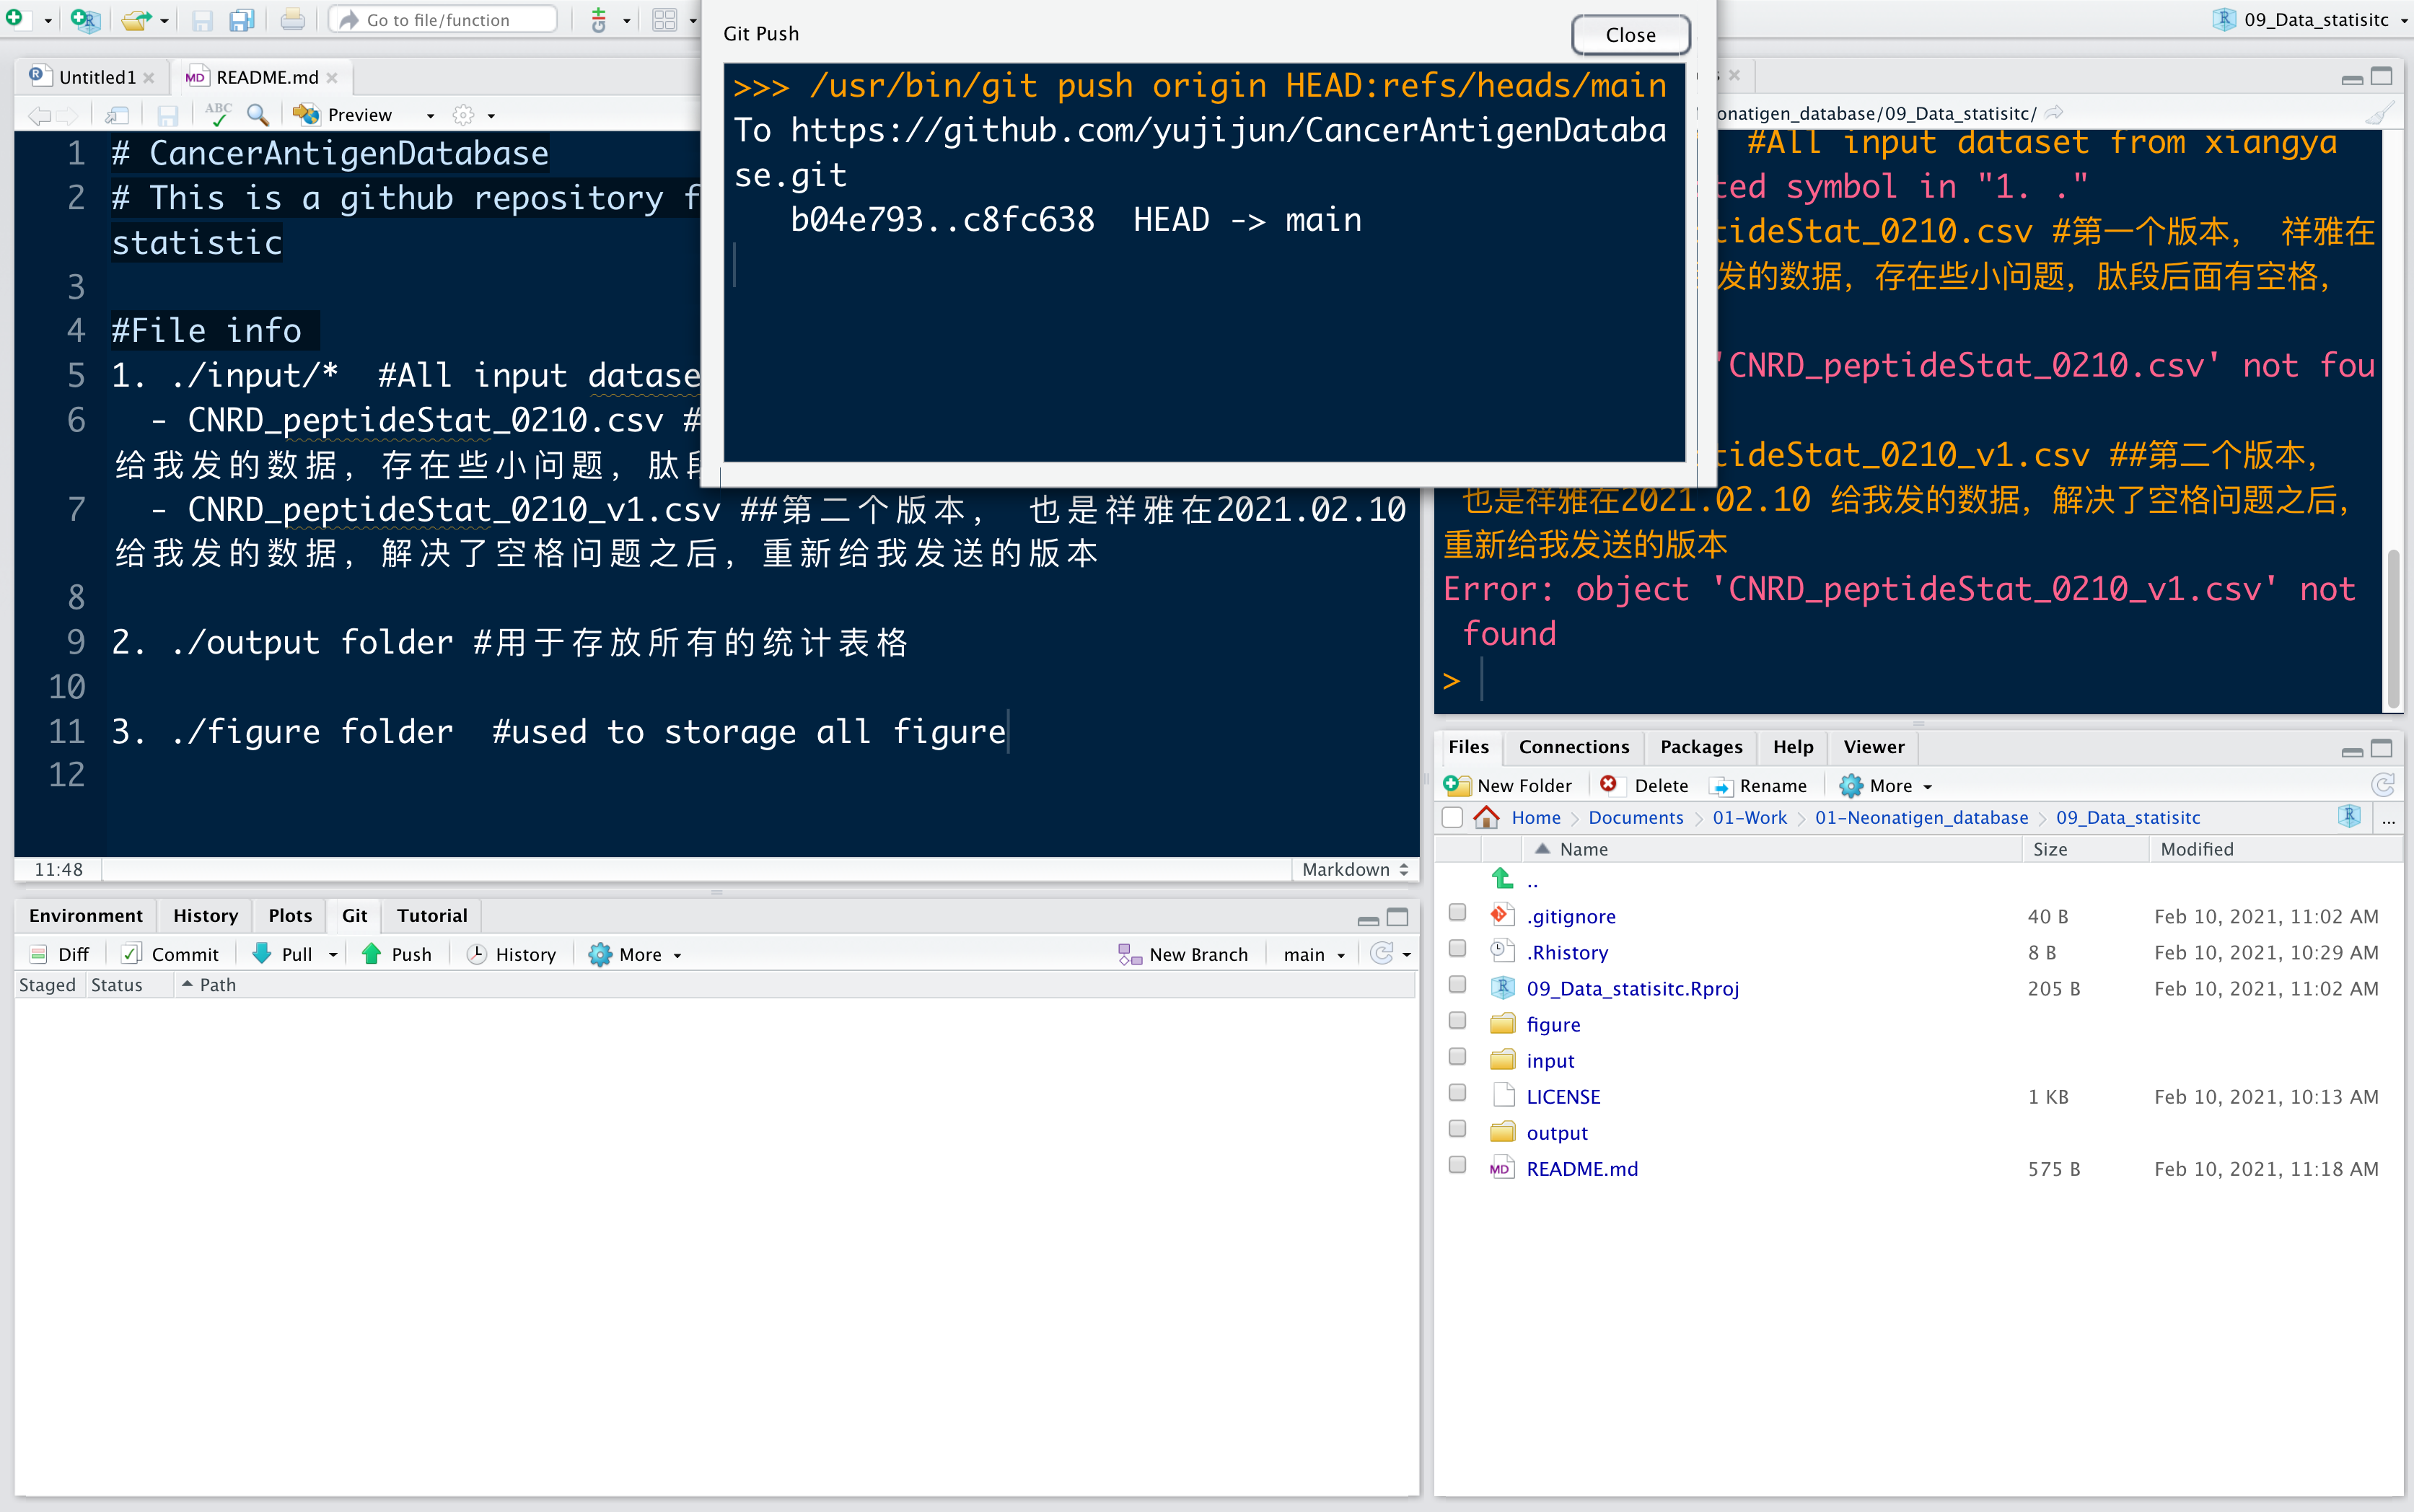 Go to file/function
09_Data_statisitc
Git Push
Close
>>> /usr/bin/git push origin HEAD:refs/heads/main
To https://github.com/yujijun/CancerAntigenDataba
se.git
b04e793..c8fc638 HEAD -> main
Untitled1
MD README.md
ABC Preview
1 # CancerAntigenDatabase
2 # This is a github repository f
statistic
3
4 #File info
5 1. ./input/* #All input datase
6 - CNRD_peptideStat_0210.csv #
给我发的数据，存在些小问题，肽
7 - CNRD_peptideStat_0210_v1.csv ##第二个版本， 也是祥雅在2021.02.10
给我发的数据，解决了空格问题之后，重新给我发送的版本
8
9 2. ./output folder #用于存放所有的统计表格
10
11 3. ./figure folder #used to storage all figure
12
11:48
Markdown
onatigen_database/09_Data_statisitc/
#All input dataset from xiangya
ted symbol in "1. ."
tideStat_0210.csv #第一个版本， 祥雅在
发的数据，存在些小问题，肽段后面有空格，
'CNRD_peptideStat_0210.csv' not fou
tideStat_0210_v1.csv ##第二个版本，
也是祥雅在2021.02.10 给我发的数据，解决了空格问题之后，
重新给我发送的版本
Error: object 'CNRD_peptideStat_0210_v1.csv' not
found
>
Environment History Plots Git Tutorial
Diff Commit Pull Push History More New Branch main
Staged Status Path
Files Connections Packages Help Viewer
New Folder Delete Rename More
Home Documents 01-Work 01-Neonatigen_database 09_Data_statisitc ...
Name Size Modified
..
.gitignore 40 B Feb 10, 2021, 11:02 AM
.Rhistory 8 B Feb 10, 2021, 10:29 AM
09_Data_statisitc.Rproj 205 B Feb 10, 2021, 11:02 AM
figure
input
LICENSE 1 KB Feb 10, 2021, 10:13 AM
output
MD README.md 575 B Feb 10, 2021, 11:18 AM